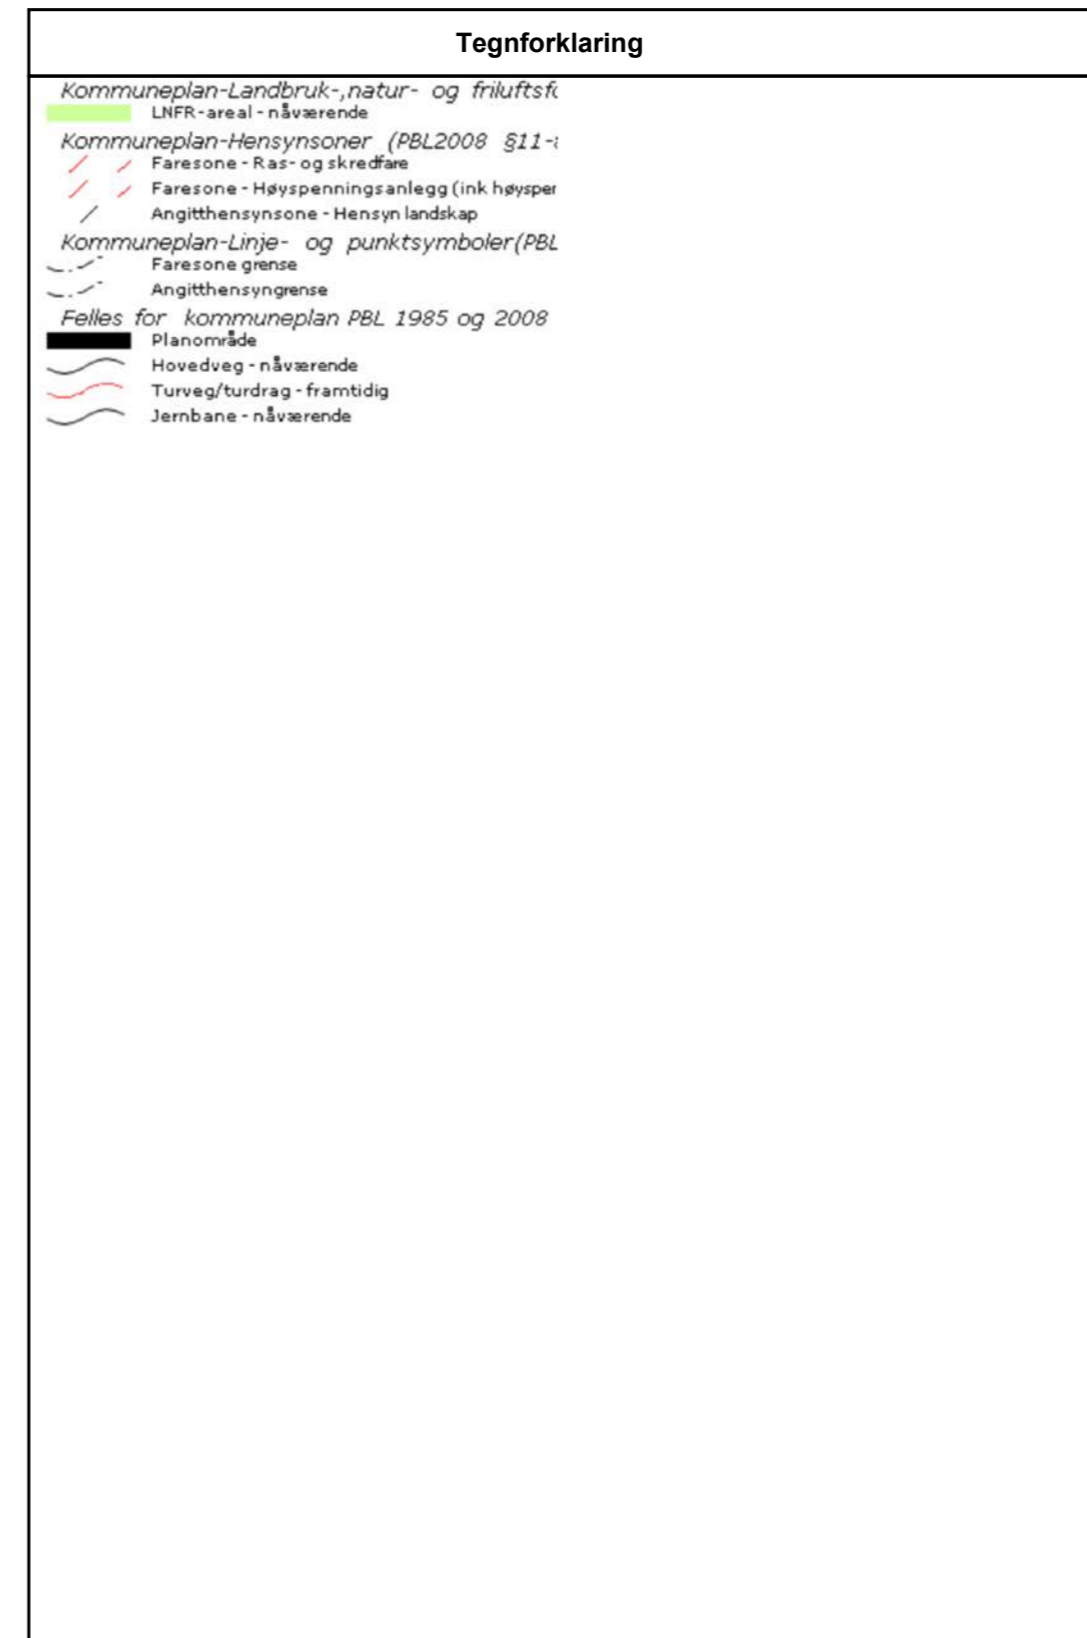 Tegnforklaring
Kommuneplan-Landbruk-,natur- og friluftsfo
LNFR-areal - nåværende
Kommuneplan-Hensynsoner (PBL2008 §11-
Faresone - Ras- og skredfare
Faresone - Høyspenningsanlegg (ink høyspen
Angitthensynsone - Hensyn landskap
Kommuneplan-Linje- og punktsymboler(PBL
Faresone grense
Angitthensyngrense
Felles for kommuneplan PBL 1985 og 2008
Planområde
Hovedveg - nåværende
Turveg/turdrag - framtidig
Jernbane - nåværende